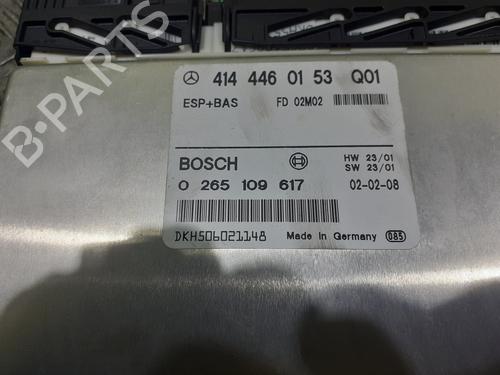 414 446 01 53 Q01
ESP+BAS FD 02M02
BOSCH HW 23/01
SW 23/01
0 265 109 617 02-02-08
DKH506021148 Made in Germany 085
B-PARTS